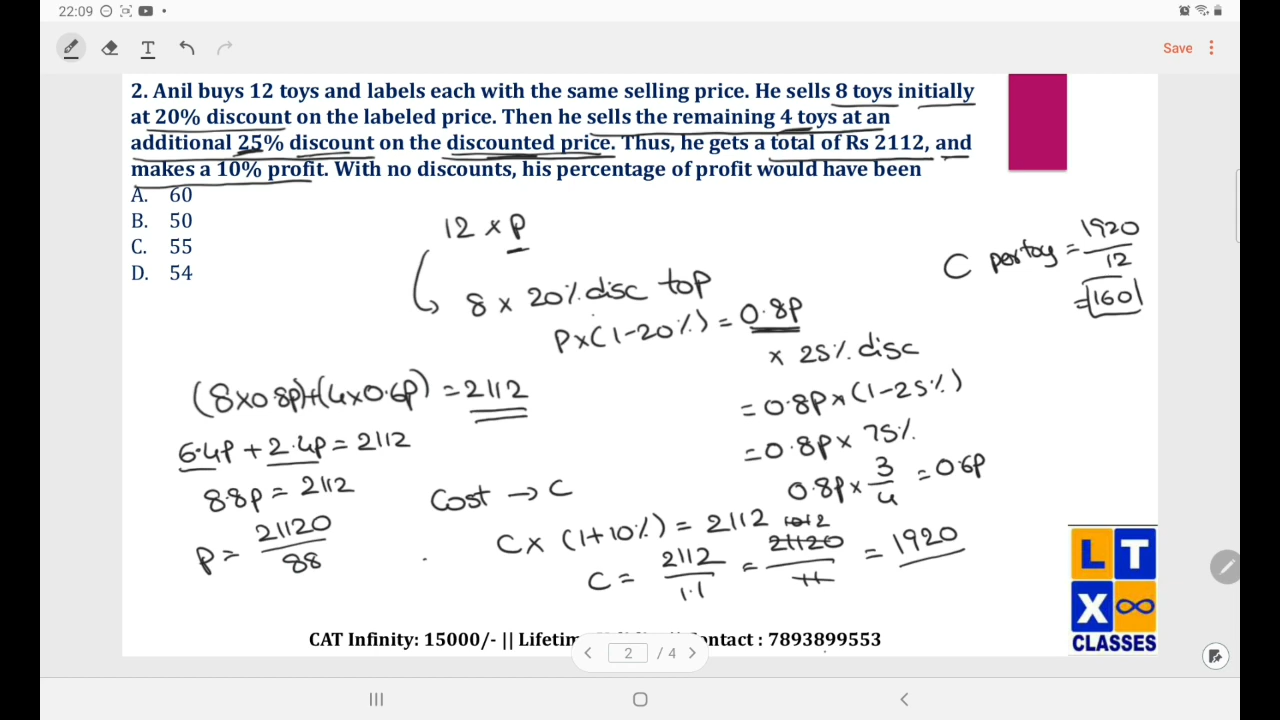 22:09
T
Save
2. Anil buys 12 toys and labels each with the same selling price. He sells 8 toys initially
at 20% discount on the labeled price. Then he sells the remaining 4 toys at an
additional 25% discount on the discounted price. Thus, he gets a total of Rs 2112, and
makes a 10% profit. With no discounts, his percentage of profit would have been
A. 60
B. 50
C. 55
D. 54
12 × P
8 × 20% disc to P
P×(1-20%) = 0.8P
× 25% disc
= 0.8P×(1-25%)
= 0.8P× 75%
0.8P× 3/4 = 0.6P
C per toy = 1920/12
= 160
(8×0.8P)+(4×0.6P) = 2112
6.4P + 2.4P = 2112
8.8P = 2112
P = 21120/88
Cost → C
C× (1+10%) = 2112
C = 2112/1.1 = 21120/11 = 1920
L T
X ∞
CLASSES
CAT Infinity: 15000/- || Lifetim
ontact : 7893899553
2 / 4